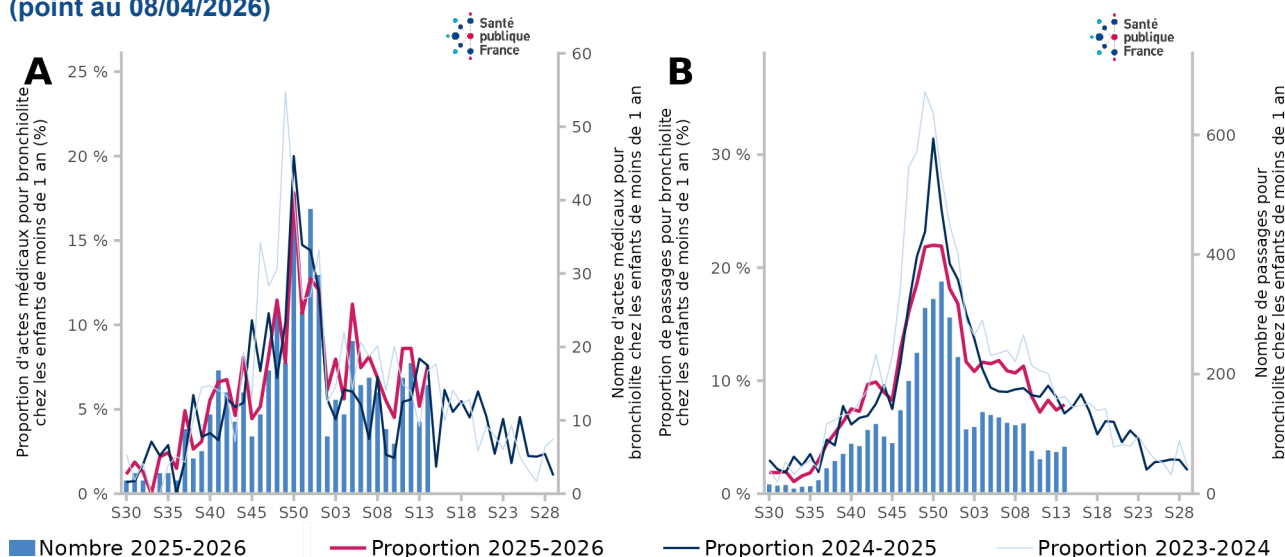 (point au 08/04/2026)
Santé
publique
France
A
Proportion d'actes médicaux pour bronchiolite
chez les enfants de moins de 1 an (%)
25 %
20 %
15 %
10 %
5 %
0 %
60
50
40
30
20
10
0
Nombre d'actes médicaux pour
bronchiolite chez les enfants de moins de 1 an
S30 S35 S40 S45 S50 S03 S08 S13 S18 S23 S28
Santé
publique
France
B
Proportion de passages pour bronchiolite
chez les enfants de moins de 1 an (%)
30 %
20 %
10 %
0 %
600
400
200
0
Nombre de passages pour
bronchiolite chez les enfants de moins de 1 an
S30 S35 S40 S45 S50 S03 S08 S13 S18 S23 S28
Nombre 2025-2026 Proportion 2025-2026 Proportion 2024-2025 Proportion 2023-2024